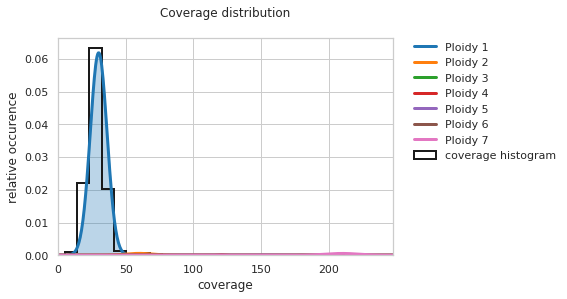 Coverage distribution
relative occurence
0.06
0.05
0.04
0.03
0.02
0.01
0.00
0
50
100
150
200
coverage
Ploidy 1
Ploidy 2
Ploidy 3
Ploidy 4
Ploidy 5
Ploidy 6
Ploidy 7
coverage histogram